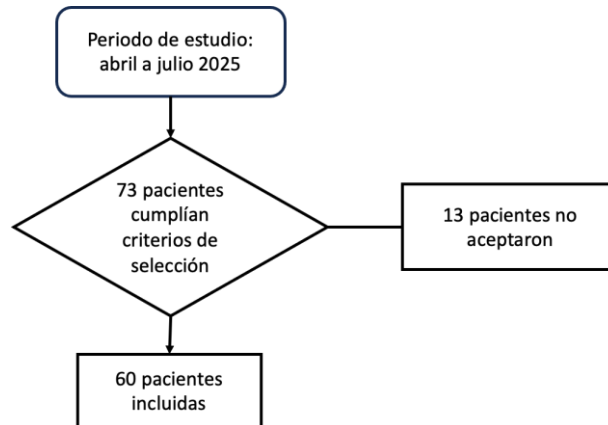 Periodo de estudio:
abril a julio 2025
73 pacientes
cumplían
criterios de
selección
13 pacientes no
aceptaron
60 pacientes
incluidas